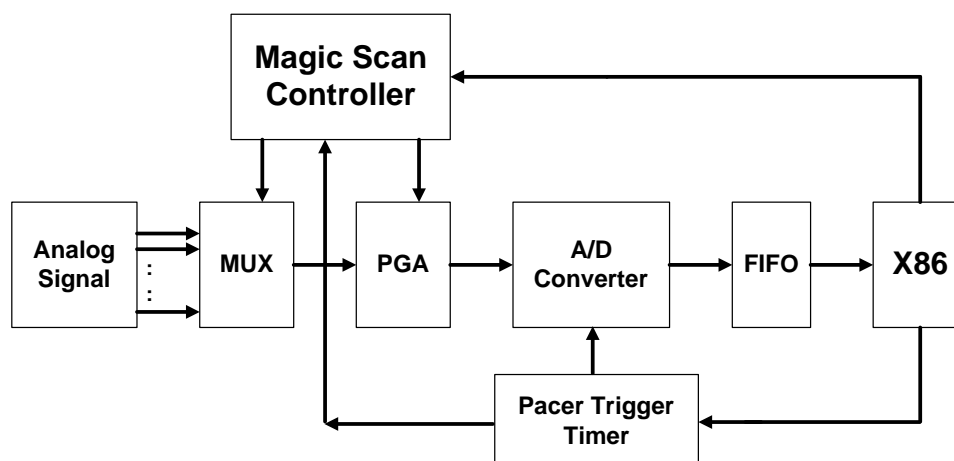 Magic Scan
Controller
Analog
Signal
:
:
MUX
PGA
A/D
Converter
FIFO
X86
Pacer Trigger
Timer